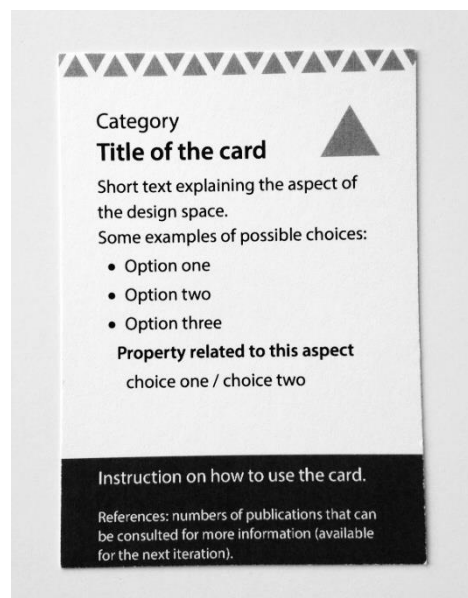 Category
Title of the card
Short text explaining the aspect of
the design space.
Some examples of possible choices:
• Option one
• Option two
• Option three
Property related to this aspect
choice one / choice two
Instruction on how to use the card.
References: numbers of publications that can
be consulted for more information (available
for the next iteration).